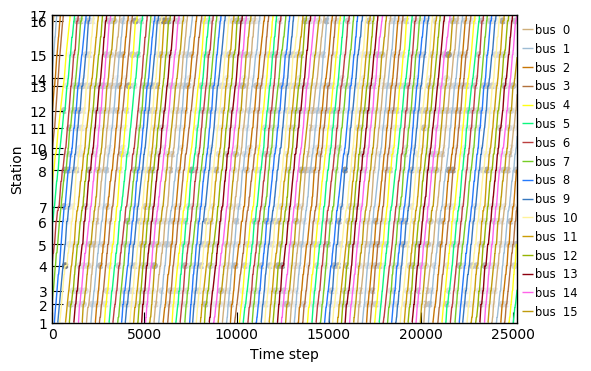 17
16
15
14
13
12
11
10
9
8
7
6
5
4
3
2
1
Station
0 5000 10000 15000 20000 25000
Time step
bus 0
bus 1
bus 2
bus 3
bus 4
bus 5
bus 6
bus 7
bus 8
bus 9
bus 10
bus 11
bus 12
bus 13
bus 14
bus 15